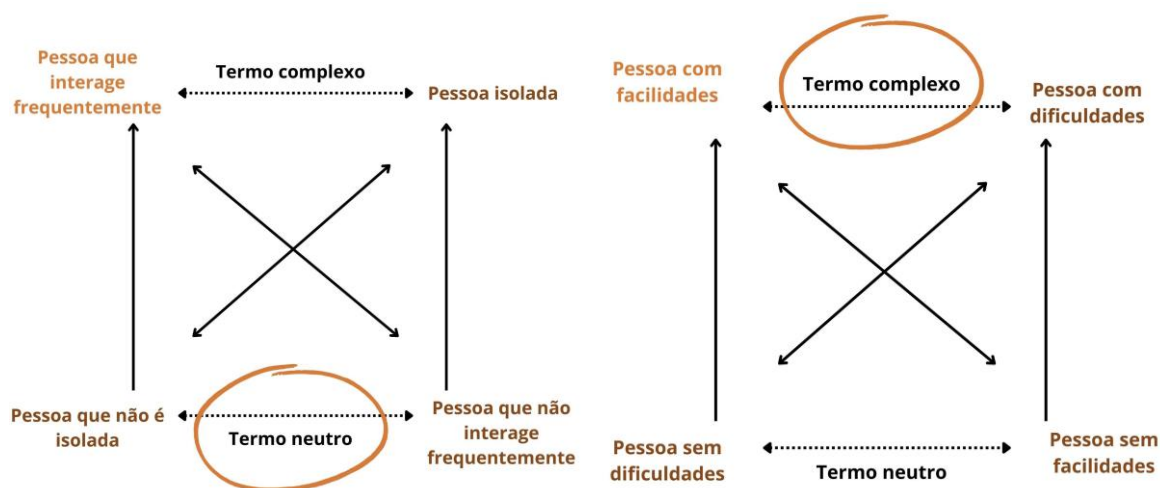 Pessoa que
interage
frequentemente
Termo complexo
Pessoa isolada
Pessoa que não é
isolada
Termo neutro
Pessoa que não
interage
frequentemente
Pessoa com
facilidades
Termo complexo
Pessoa com
dificuldades
Pessoa sem
dificuldades
Termo neutro
Pessoa sem
facilidades